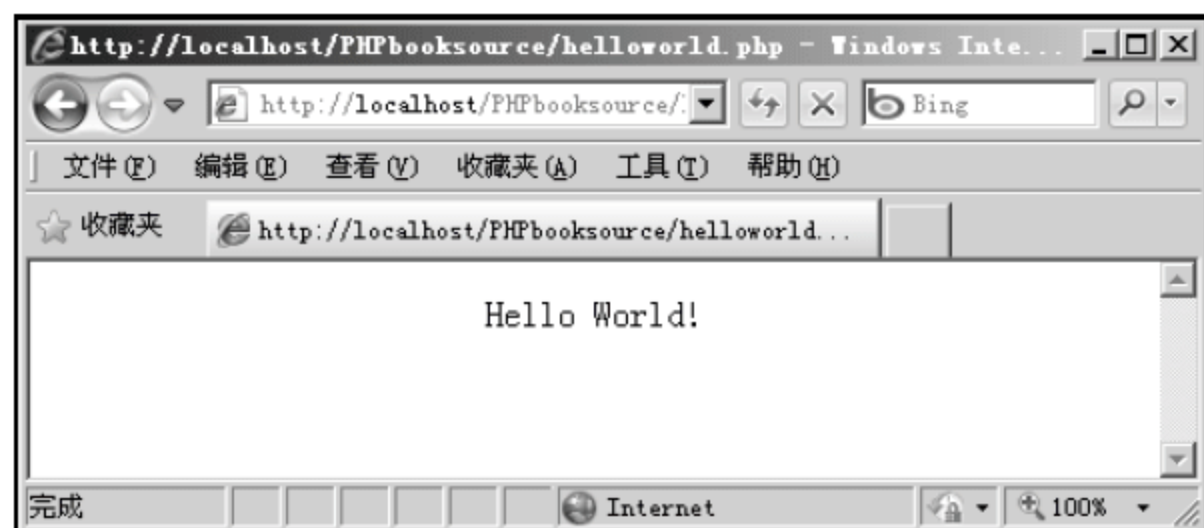 http://localhost/PHPbooksource/helloworld.php - Windows Inte...
http://localhost/PHPbooksource/ Bing
文件(F) 编辑(E) 查看(V) 收藏夹(A) 工具(T) 帮助(H)
收藏夹 http://localhost/PHPbooksource/helloworld...
Hello World!
完成 Internet 100%